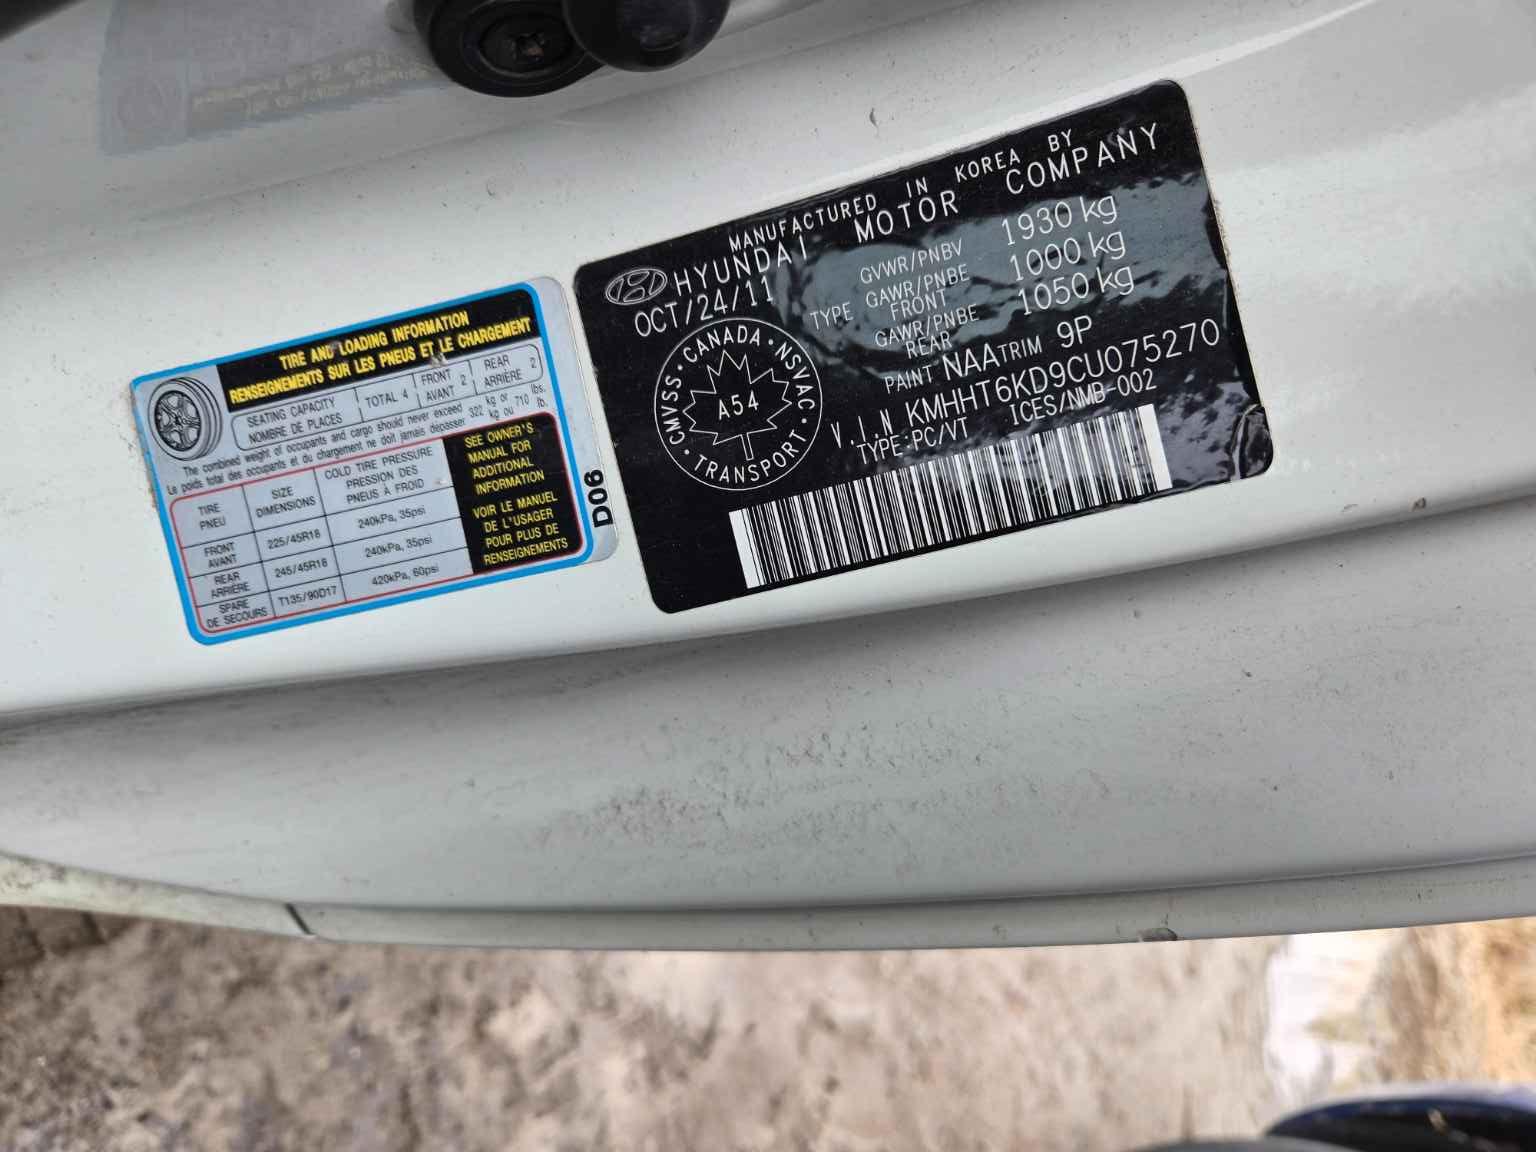 TIRE AND LOADING INFORMATION
RENSEIGNEMENTS SUR LES PNEUS ET LE CHARGEMENT
SEATING CAPACITY
NOMBRE DE PLACES
TOTAL 4
FRONT
AVANT
2
REAR
ARRIÈRE
2
The combined weight of occupants and cargo should never exceed 322 kg or 710 lbs.
Le poids total des occupants et du chargement ne doit jamais dépasser 322 kg ou 710 lb.
TIRE
PNEU
SIZE
DIMENSIONS
COLD TIRE PRESSURE
PRESSION DES
PNEUS À FROID
FRONT
AVANT
225/45R18
240kPa, 35psi
REAR
ARRIÈRE
245/45R18
240kPa, 35psi
SPARE
DE SECOURS
T135/90D17
420kPa, 60psi
SEE OWNER'S
MANUAL FOR
ADDITIONAL
INFORMATION
VOIR LE MANUEL
DE L'USAGER
POUR PLUS DE
RENSEIGNEMENTS
D06
MANUFACTURED IN KOREA BY
HYUNDAI MOTOR COMPANY
OCT/24/11
GVWR/PNBV 1930 kg
TYPE GAWR/PNBE FRONT 1000 kg
GAWR/PNBE REAR 1050 kg
PAINT NAA TRIM 9P
V.I.N KMHHT6KD9CU075270
TYPE:PC/VT ICES/NMB-002
CMVSS · CANADA · NSVAC · TRANSPORT ·
A54